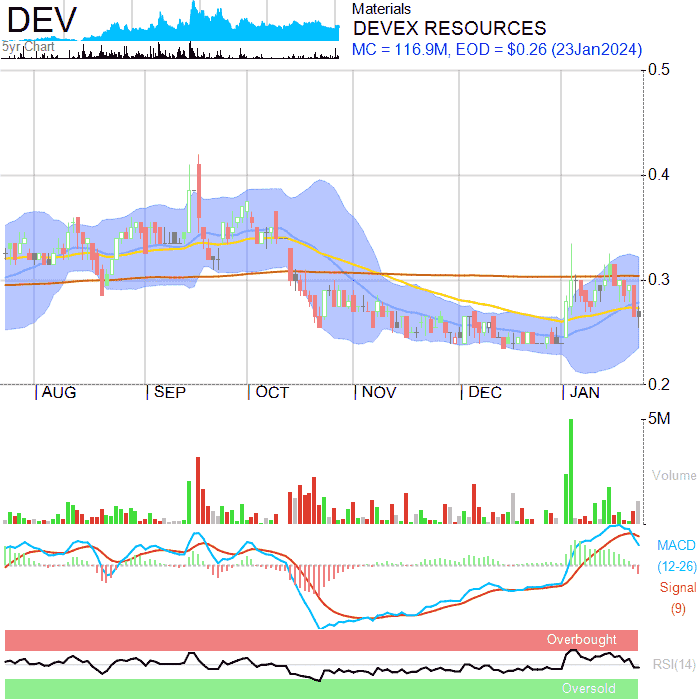 DEV
5yr Chart
Materials
DEVEX RESOURCES
MC = 116.9M, EOD = $0.26 (23Jan2024)
0.5
0.4
0.3
0.2
AUG
SEP
OCT
NOV
DEC
JAN
5M
Volume
MACD
(12-26)
Signal
(9)
Overbought
RSI(14)
Oversold